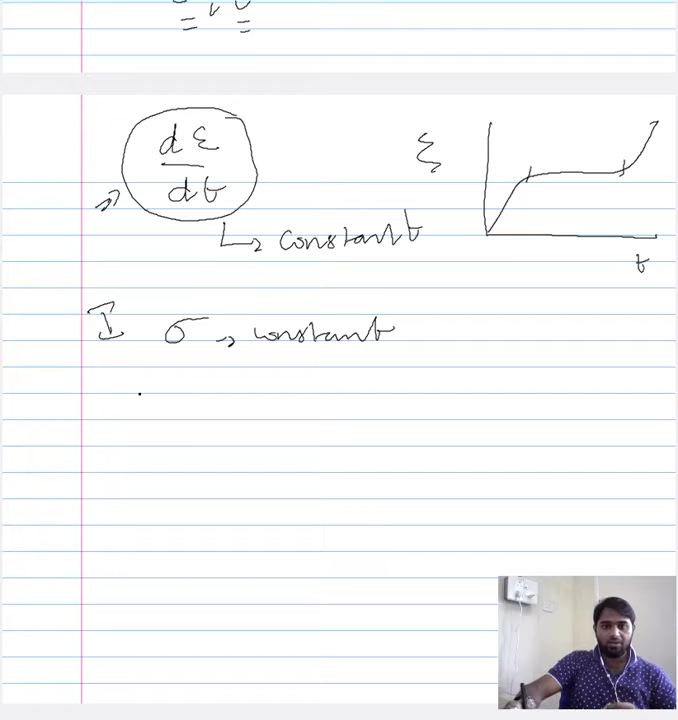 dε
dt
ε
↳ constant
t
I σ → constant